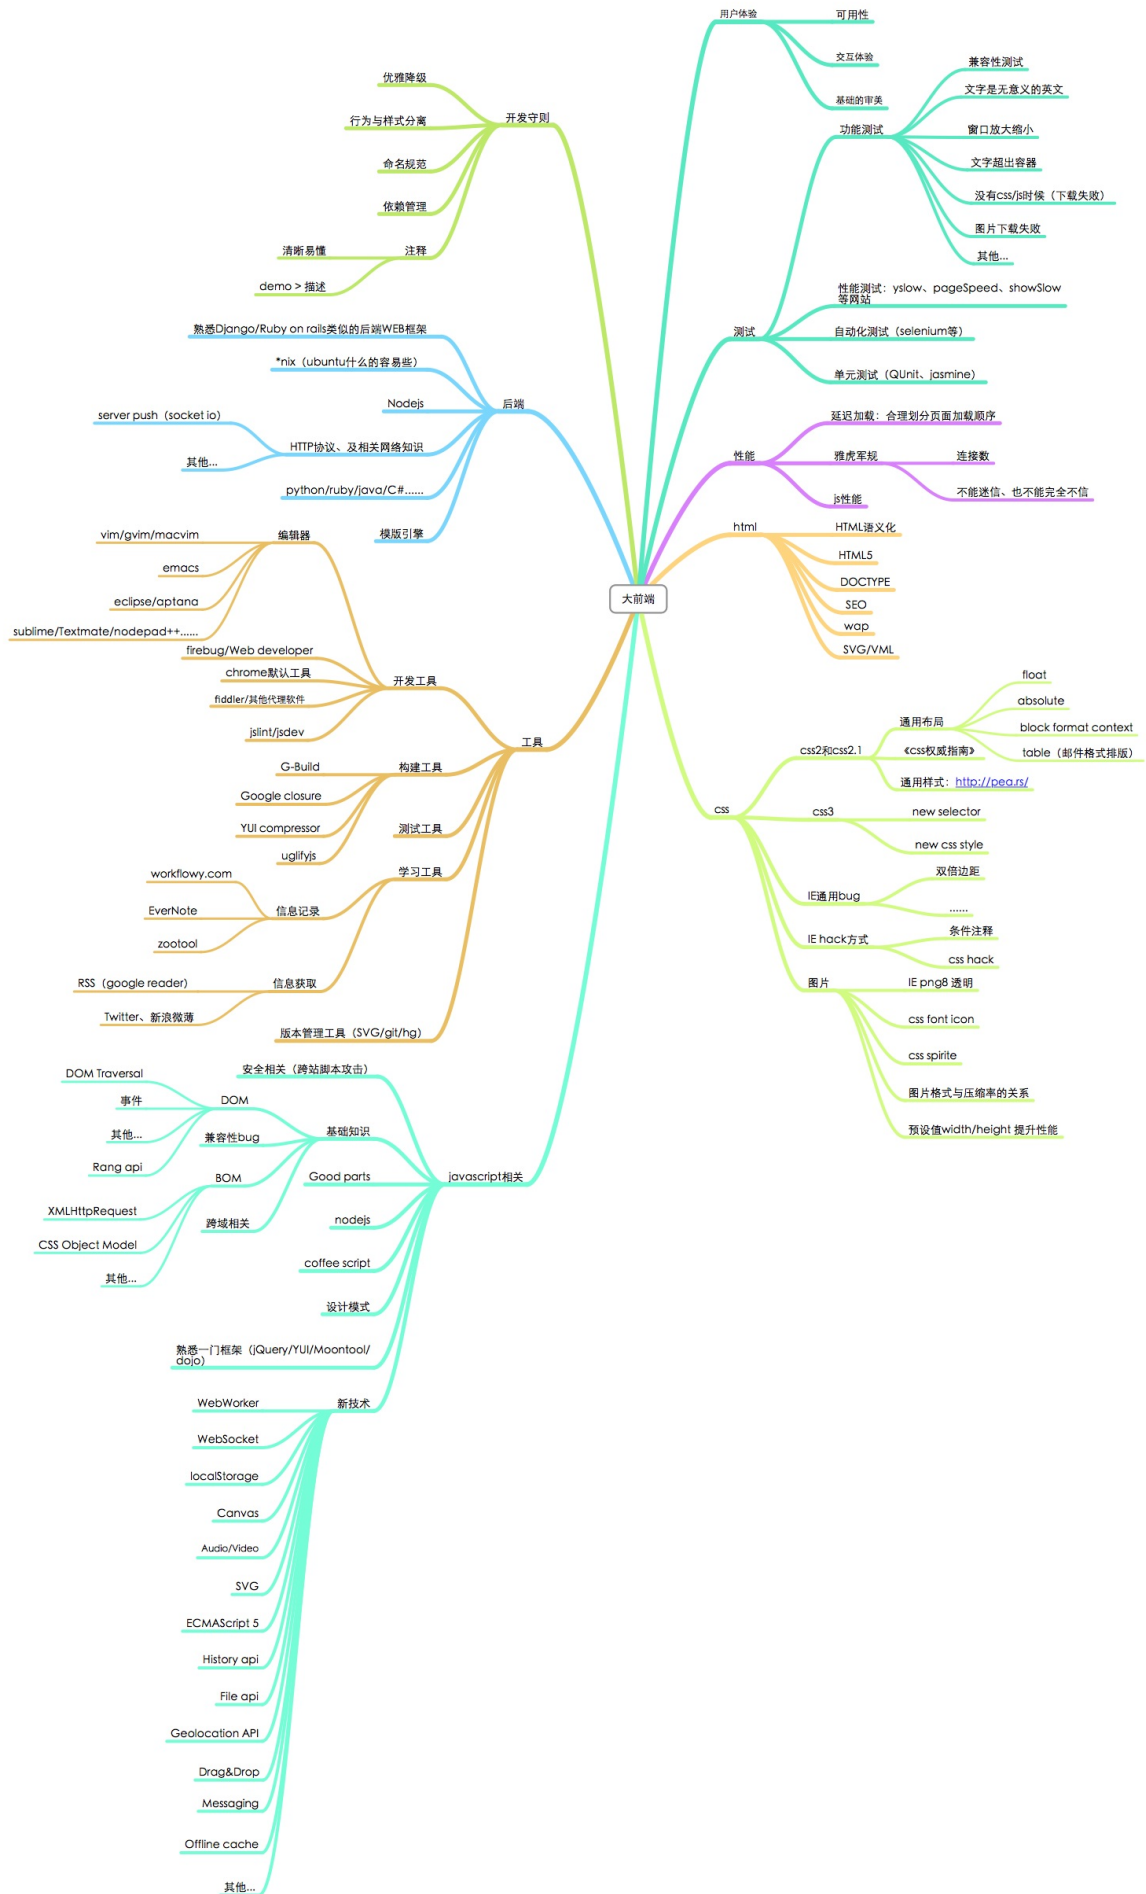 大前端
用户体验
可用性
交互体验
基础的审美
测试
功能测试
兼容性测试
文字是无意义的英文
窗口放大缩小
文字超出容器
没有css/js时候（下载失败）
图片下载失败
其他...
性能测试：yslow、pageSpeed、showSlow
等网站
自动化测试（selenium等）
单元测试（QUnit、jasmine）
性能
延迟加载：合理划分页面加载顺序
雅虎军规
连接数
不能迷信、也不能完全不信
js性能
html
HTML语义化
HTML5
DOCTYPE
SEO
wap
SVG/VML
css
css2和css2.1
通用布局
float
absolute
block format context
table（邮件格式排版）
《css权威指南》
通用样式：http://pea.rs/
css3
new selector
new css style
IE通用bug
双倍边距
......
IE hack方式
条件注释
css hack
图片
IE png8 透明
css font icon
css spirite
图片格式与压缩率的关系
预设值width/height 提升性能
开发守则
优雅降级
行为与样式分离
命名规范
依赖管理
注释
清晰易懂
demo > 描述
后端
熟悉Django/Ruby on rails类似的后端WEB框架
*nix（ubuntu什么的容易些）
Nodejs
HTTP协议、及相关网络知识
server push（socket io）
其他...
python/ruby/java/C#......
模版引擎
工具
开发工具
编辑器
vim/gvim/macvim
emacs
eclipse/aptana
sublime/Textmate/nodepad++......
firebug/Web developer
chrome默认工具
fiddler/其他代理软件
jslint/jsdev
构建工具
G-Build
Google closure
YUI compressor
uglifyjs
测试工具
学习工具
信息记录
workflowy.com
EverNote
zootool
信息获取
RSS（google reader）
Twitter、新浪微薄
版本管理工具（SVG/git/hg）
javascript相关
安全相关（跨站脚本攻击）
基础知识
DOM
DOM Traversal
事件
其他...
Rang api
兼容性bug
BOM
XMLHttpRequest
CSS Object Model
其他...
跨域相关
Good parts
nodejs
coffee script
设计模式
熟悉一门框架（jQuery/YUI/Moontool/
dojo）
新技术
WebWorker
WebSocket
localStorage
Canvas
Audio/Video
SVG
ECMAScript 5
History api
File api
Geolocation API
Drag&Drop
Messaging
Offline cache
其他...